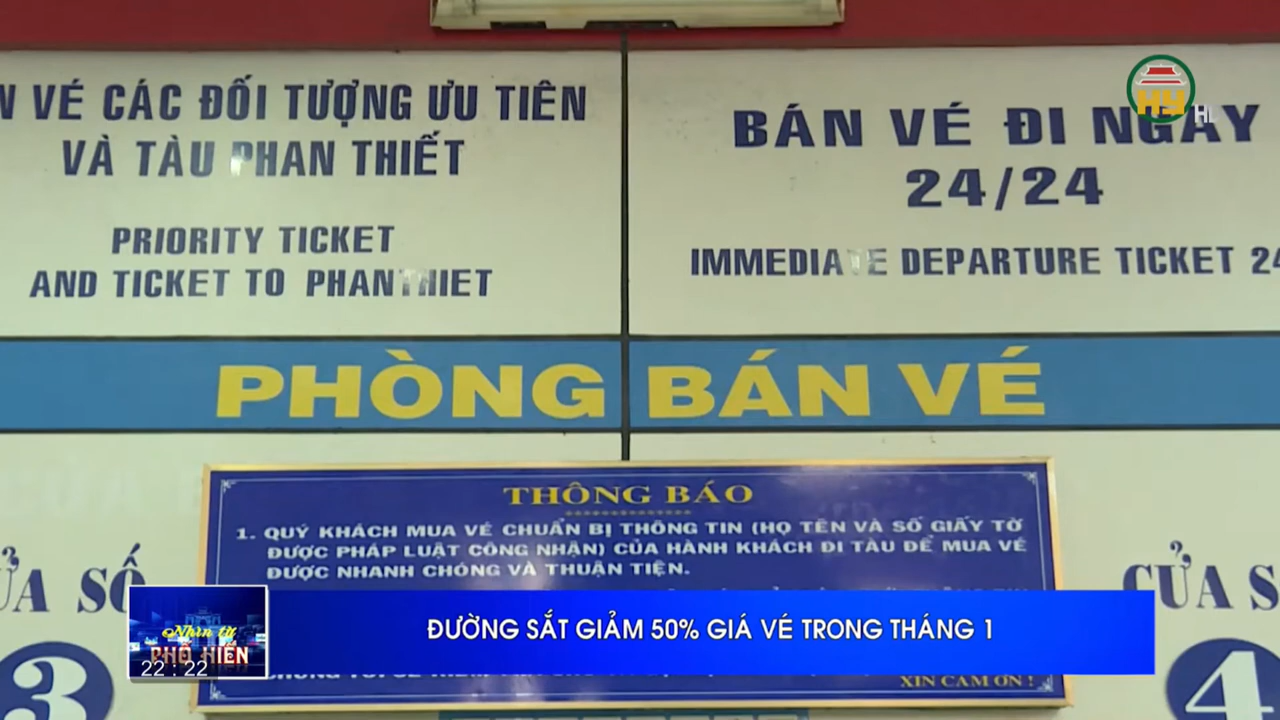 VÉ CÁC ĐỐI TƯỢNG ƯU TIÊN
VÀ TÀU PHAN THIẾT
PRIORITY TICKET
AND TICKET TO PHANTHIET
BÁN VÉ ĐI NGAY
24/24
IMMEDIATE DEPARTURE TICKET
HY
PHÒNG BÁN VÉ
THÔNG BÁO
1. QUÝ KHÁCH MUA VÉ CHUẨN BỊ THÔNG TIN (HỌ TÊN VÀ SỐ GIẤY TỜ
ĐƯỢC PHÁP LUẬT CÔNG NHẬN) CỦA HÀNH KHÁCH ĐI TÀU ĐỂ MUA VÉ
ĐƯỢC NHANH CHÓNG VÀ THUẬN TIỆN.
XIN CẢM ƠN !
SỐ
3
CỬA
4
Nhìn từ
PHỐ HIẾN
22:22
ĐƯỜNG SẮT GIẢM 50% GIÁ VÉ TRONG THÁNG 1